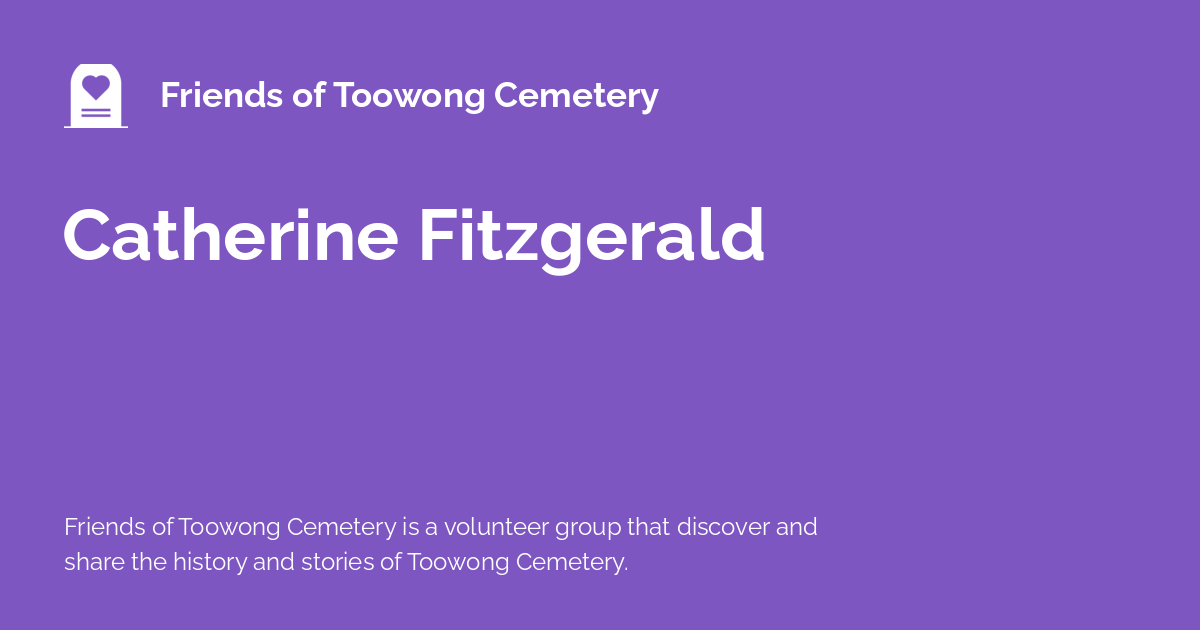 Friends of Toowong Cemetery
Catherine Fitzgerald
Friends of Toowong Cemetery is a volunteer group that discover and
share the history and stories of Toowong Cemetery.